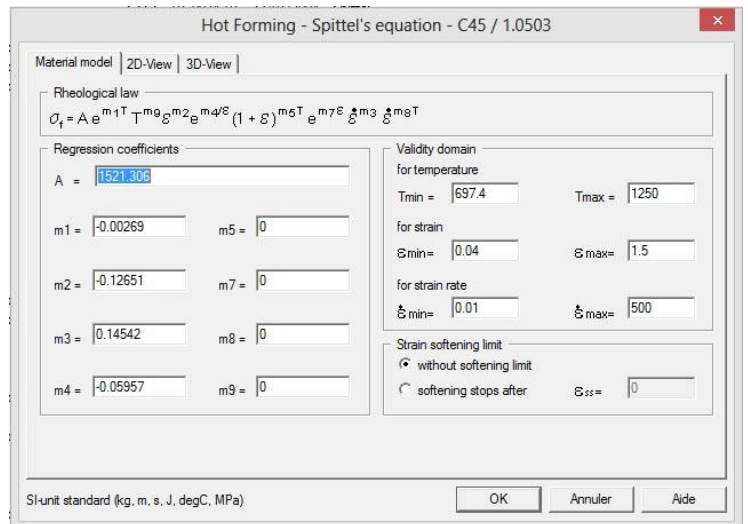 Hot Forming - Spittel's equation - C45 / 1.0503
Material model 2D-View 3D-View
Rheological law
σf = A e^m1T T^m9 ε^m2 e^m4/ε (1 + ε)^m5T e^m7ε ε̇^m3 ε̇^m8T
Regression coefficients
A = 1521.306
m1 = -0.00269 m5 = 0
m2 = -0.12651 m7 = 0
m3 = 0.14542 m8 = 0
m4 = -0.05957 m9 = 0
Validity domain
for temperature
Tmin = 697.4 Tmax = 1250
for strain
εmin= 0.04 εmax= 1.5
for strain rate
ε̇min= 0.01 ε̇max= 500
Strain softening limit
without softening limit
softening stops after εss= 0
SI-unit standard (kg, m, s, J, degC, MPa)
OK Annuler Aide